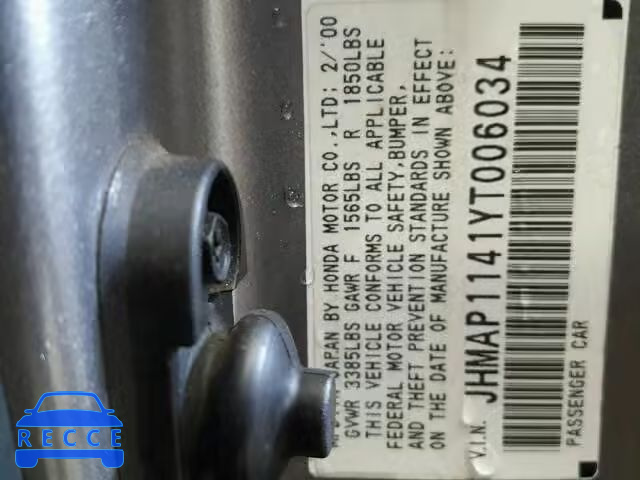 JAPAN BY HONDA MOTOR CO.,LTD; 2/'00
GVWR 3385LBS GAWR F 1565LBS R 1850LBS
THIS VEHICLE CONFORMS TO ALL APPLICABLE
FEDERAL MOTOR VEHICLE SAFETY,BUMPER,
AND THEFT PREVENTION STANDARDS IN EFFECT
ON THE DATE OF MANUFACTURE SHOWN ABOVE:
V.I.N. JHMAP1141YT006034
PASSENGER CAR
RECCE